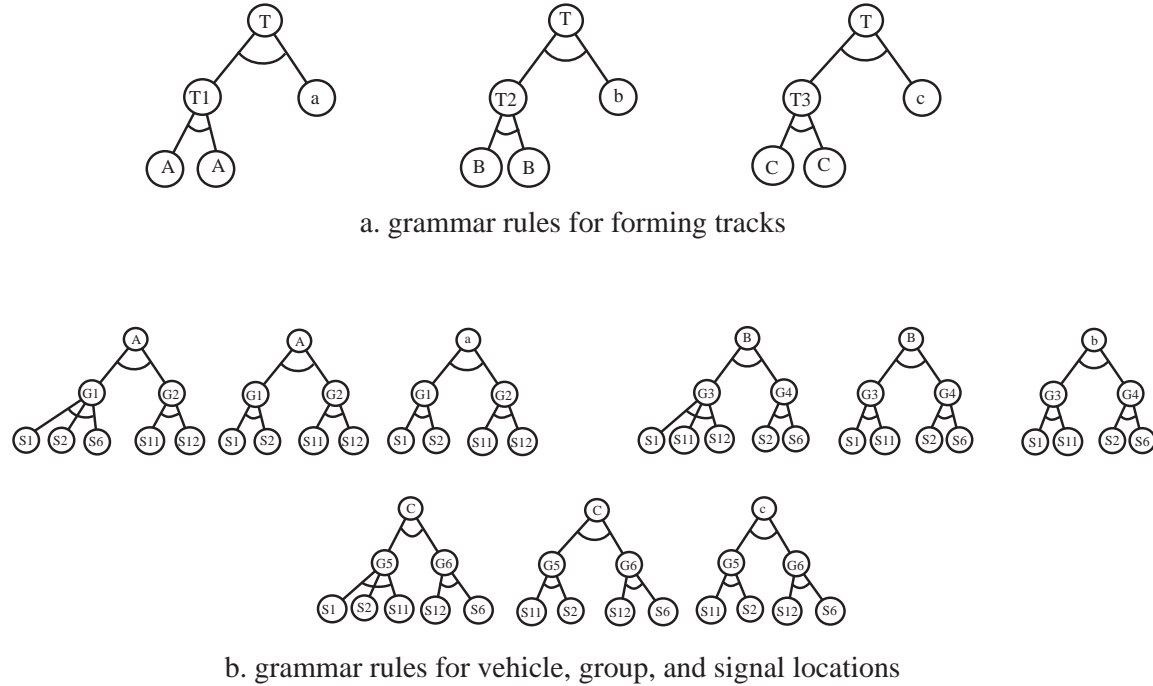 T T T
T1 a T2 b T3 c
A A B B C C
a. grammar rules for forming tracks
A A a B B b
G1 G2 G1 G2 G1 G2 G3 G4 G3 G4 G3 G4
S1 S2 S6 S11 S12 S1 S2 S11 S12 S1 S2 S11 S12 S1 S11 S12 S2 S6 S1 S11 S2 S6 S1 S11 S2 S6
C C c
G5 G6 G5 G6 G5 G6
S1 S2 S11 S12 S6 S11 S2 S12 S6 S11 S2 S12 S6
b. grammar rules for vehicle, group, and signal locations